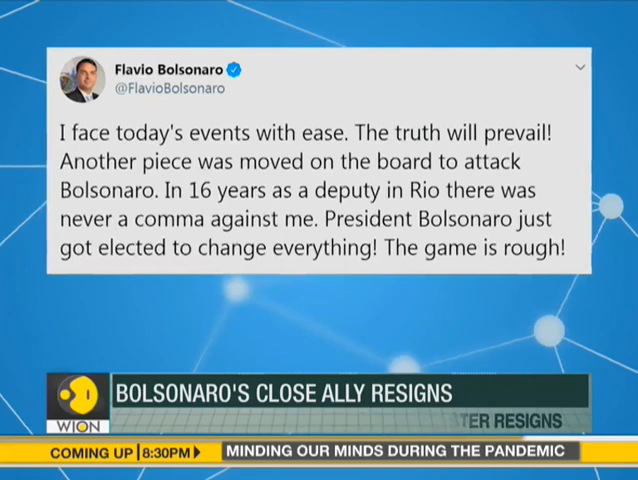 Flavio Bolsonaro
@FlavioBolsonaro
I face today's events with ease. The truth will prevail!
Another piece was moved on the board to attack
Bolsonaro. In 16 years as a deputy in Rio there was
never a comma against me. President Bolsonaro just
got elected to change everything! The game is rough!
BOLSONARO'S CLOSE ALLY RESIGNS
TER RESIGNS
WION
COMING UP 8:30PM MINDING OUR MINDS DURING THE PANDEMIC